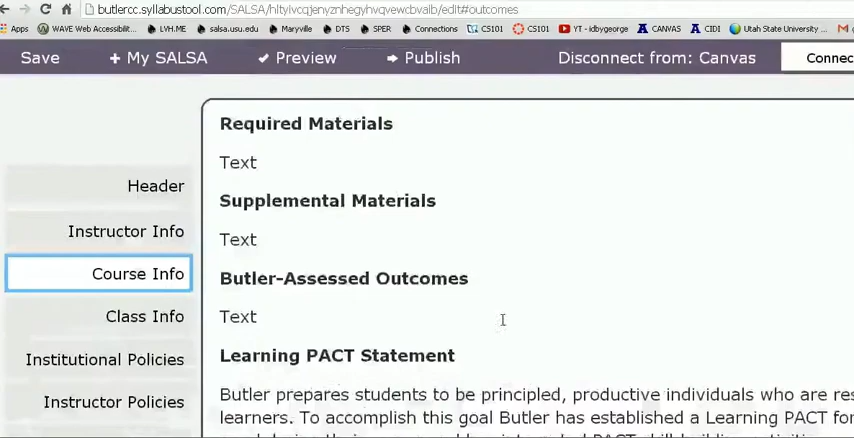 butlercc.syllabustool.com/SALSA/hltylvcqjenyznhegyhvqvewcbvaib/edit#outcomes
Apps WAVE Web Accessibili... LVH.ME salsa.usu.edu Maryville DTS SPER Connections CS101 CS101 YT - idbygeorge CANVAS CIDI Utah State University ...
Save + My SALSA Preview Publish Disconnect from: Canvas Connec
Required Materials
Text
Header
Supplemental Materials
Instructor Info
Text
Course Info
Butler-Assessed Outcomes
Class Info
Text
Institutional Policies
Learning PACT Statement
Instructor Policies
Butler prepares students to be principled, productive individuals who are res
learners. To accomplish this goal Butler has established a Learning PACT for